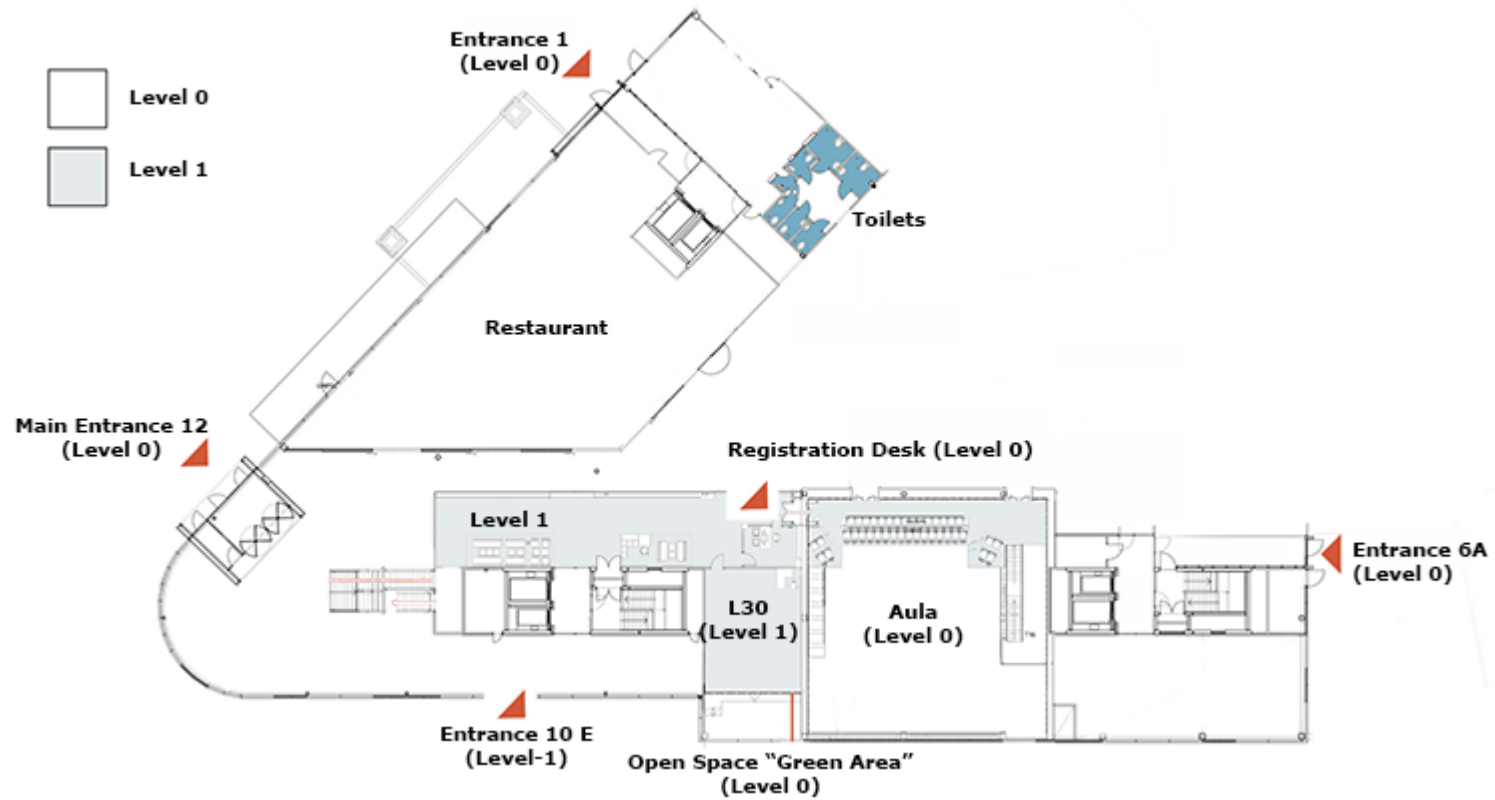 Entrance 1
(Level 0)
Level 0
Level 1
Toilets
Restaurant
Main Entrance 12
(Level 0)
Registration Desk (Level 0)
Level 1
Entrance 6A
(Level 0)
L30
(Level 1)
Aula
(Level 0)
Entrance 10 E
(Level-1)
Open Space “Green Area”
(Level 0)